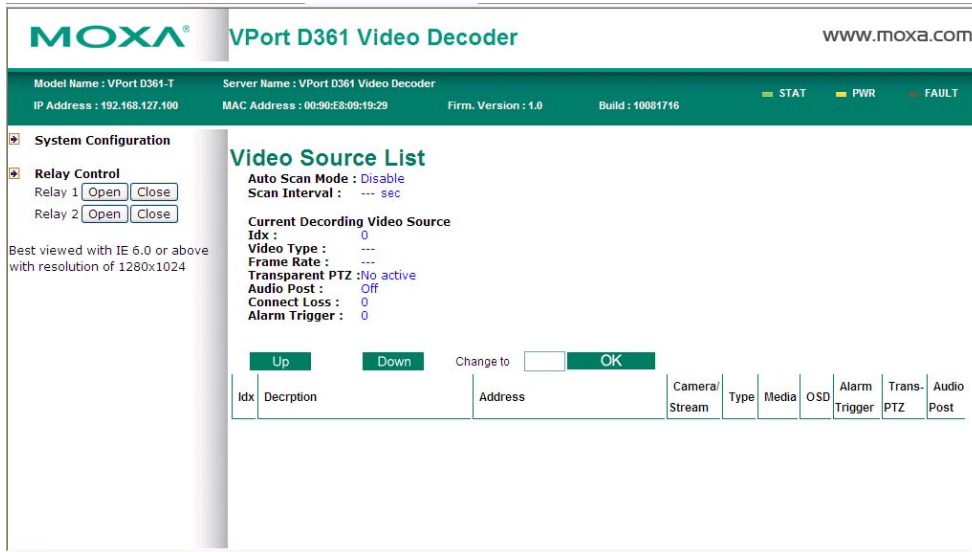 MOXA®
VPort D361 Video Decoder
www.moxa.com
Model Name : VPort D361-T
Server Name : VPort D361 Video Decoder
IP Address : 192.168.127.100
MAC Address : 00:90:E8:09:19:29
Firm. Version : 1.0
Build : 10081716
STAT
PWR
FAULT
System Configuration
Relay Control
Relay 1 Open Close
Relay 2 Open Close
Best viewed with IE 6.0 or above
with resolution of 1280x1024
Video Source List
Auto Scan Mode : Disable
Scan Interval : --- sec
Current Decording Video Source
Idx : 0
Video Type : ---
Frame Rate : ---
Transparent PTZ :No active
Audio Post : Off
Connect Loss : 0
Alarm Trigger : 0
Up Down Change to OK
Idx
Decrption
Address
Camera/
Stream
Type
Media
OSD
Alarm
Trigger
Trans-
PTZ
Audio
Post